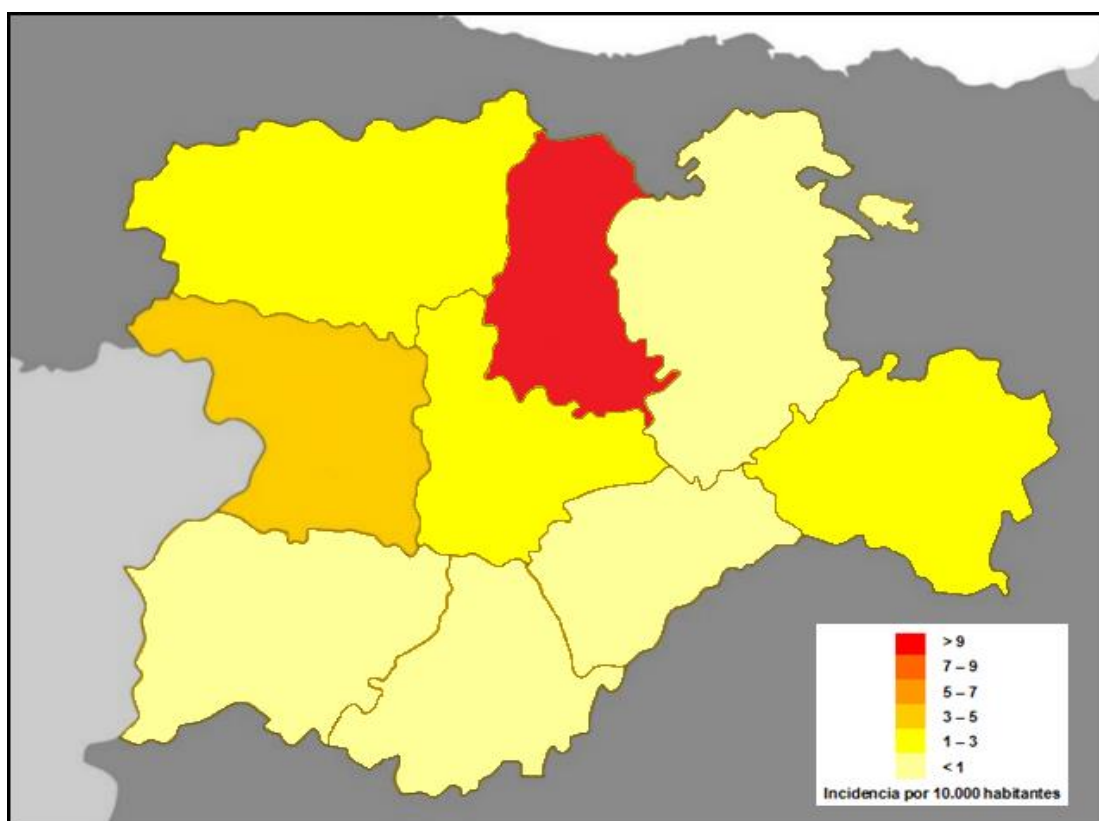 > 9
7 – 9
5 – 7
3 – 5
1 – 3
< 1
Incidencia por 10.000 habitantes